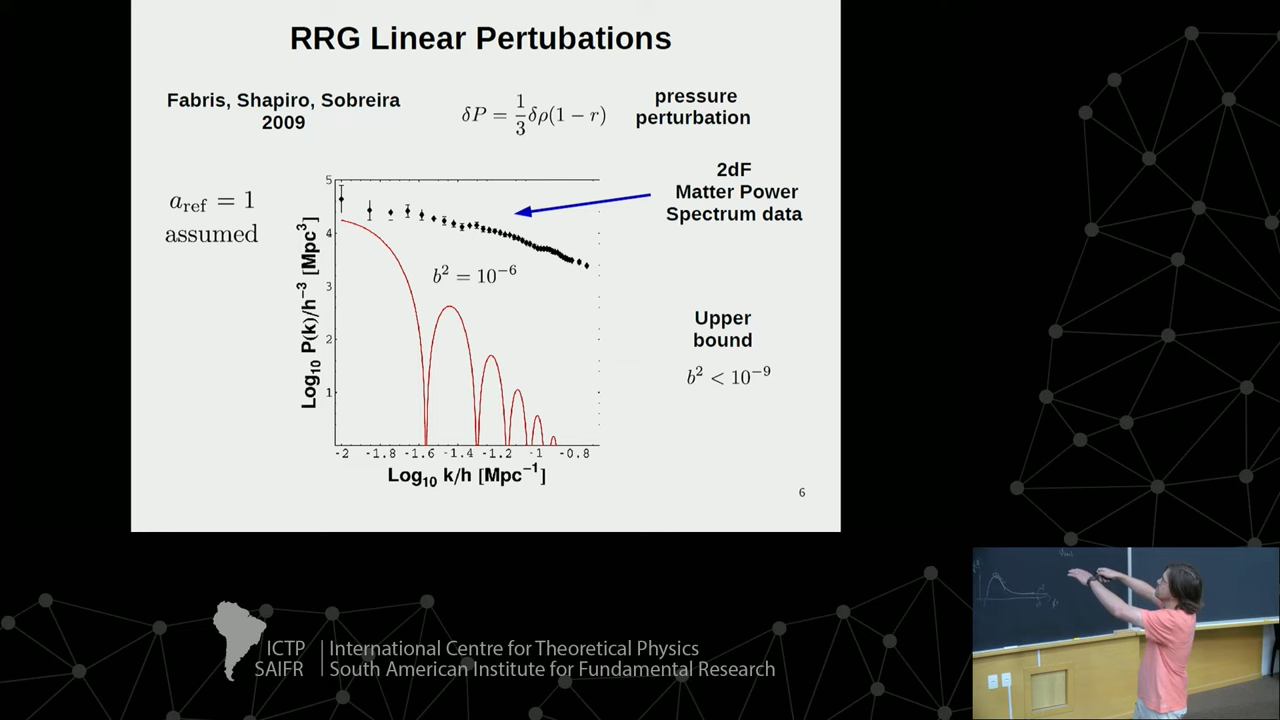 RRG Linear Pertubations
Fabris, Shapiro, Sobreira
2009
δP = 1/3 δρ(1 − r)
pressure
perturbation
a_ref = 1
assumed
2dF
Matter Power
Spectrum data
Log₁₀ P(k)/h⁻³ [Mpc³]
5
4
3
2
1
b² = 10⁻⁶
-2 -1.8 -1.6 -1.4 -1.2 -1 -0.8
Log₁₀ k/h [Mpc⁻¹]
Upper
bound
b² < 10⁻⁹
6
ICTP
SAIFR
International Centre for Theoretical Physics
South American Institute for Fundamental Research